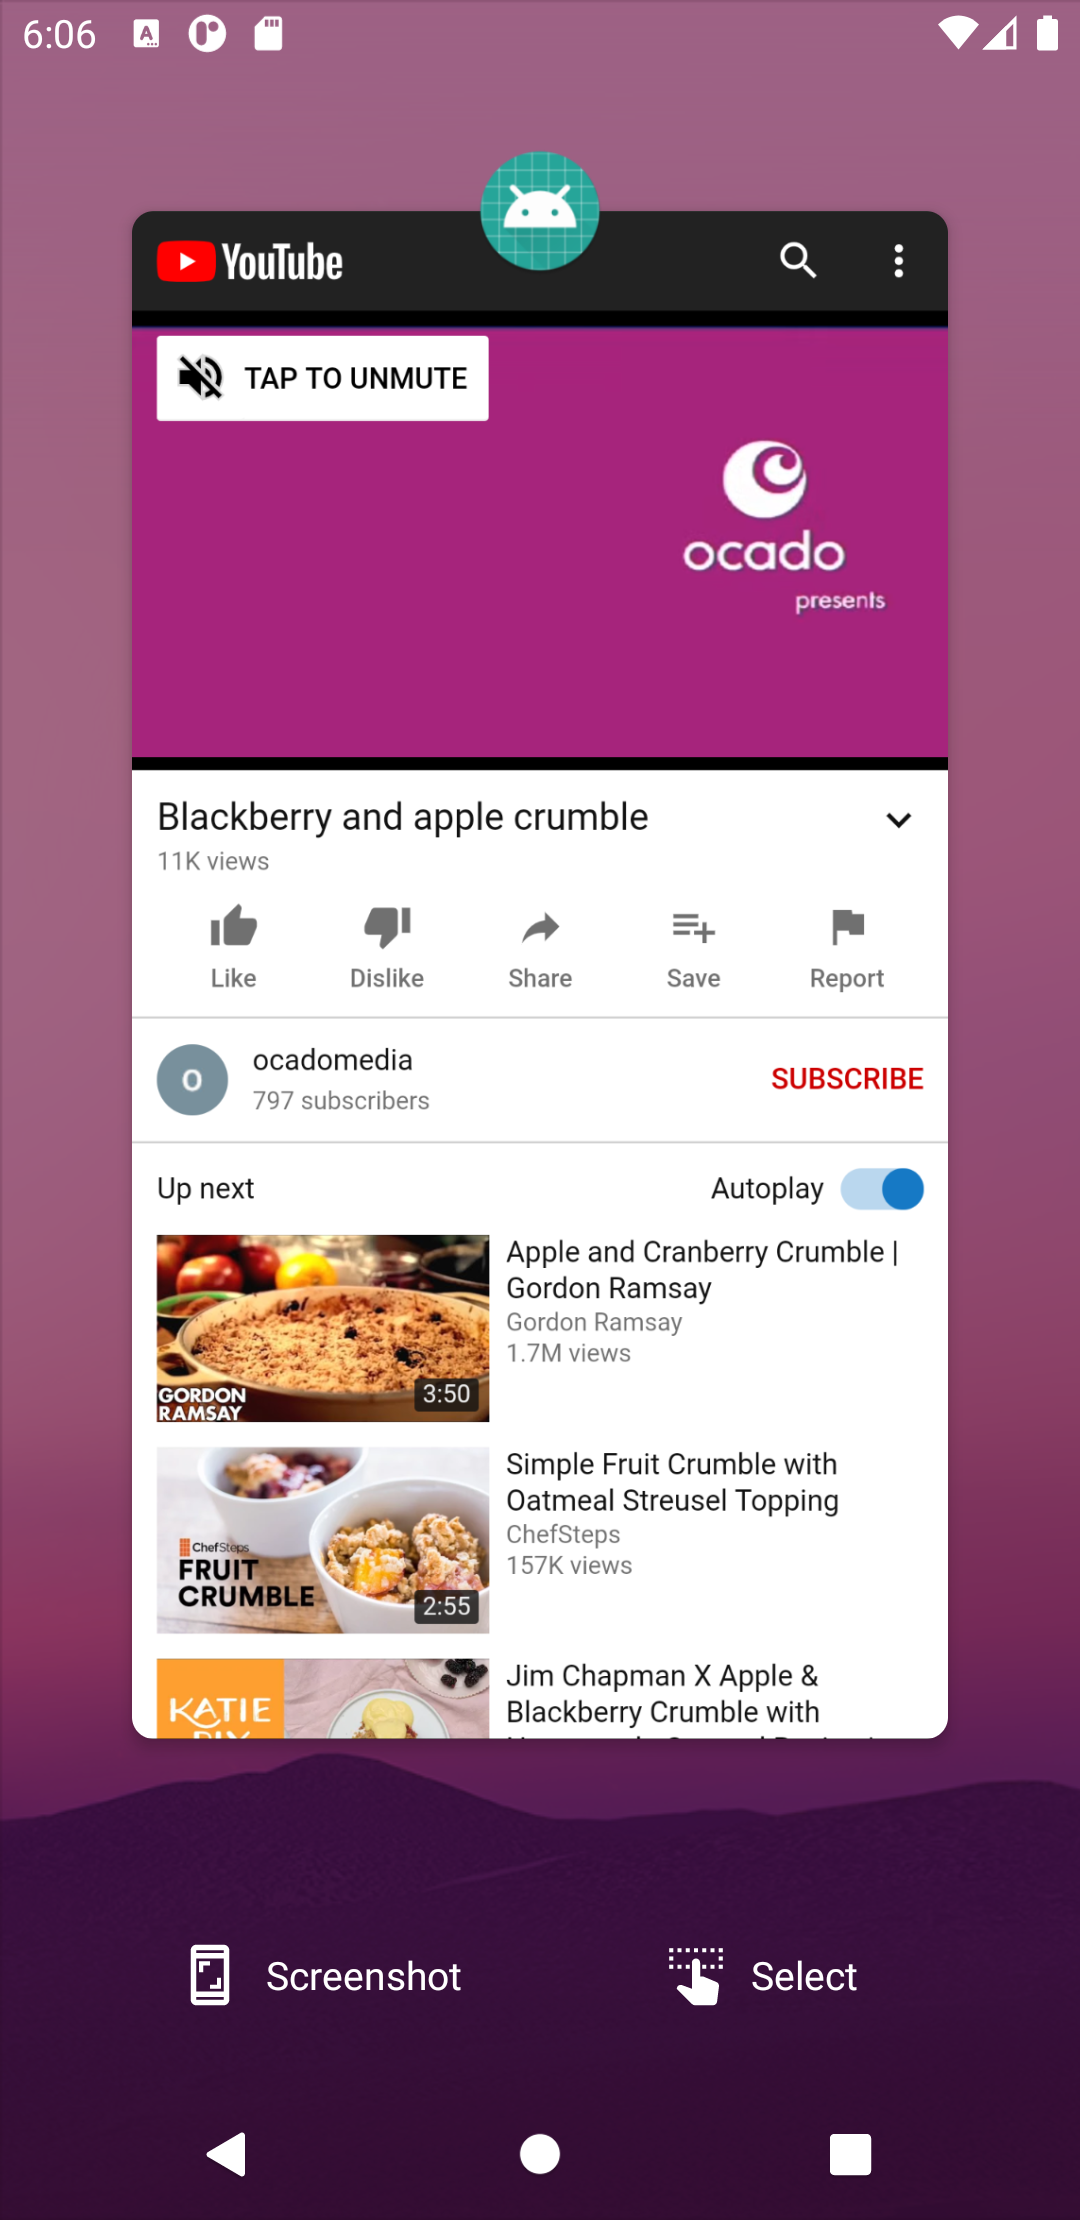 6:06
YouTube
TAP TO UNMUTE
ocado
presents
Blackberry and apple crumble
11K views
Like
Dislike
Share
Save
Report
O
ocadomedia
797 subscribers
SUBSCRIBE
Up next
Autoplay
GORDON
RAMSAY
3:50
Apple and Cranberry Crumble |
Gordon Ramsay
Gordon Ramsay
1.7M views
ChefSteps
FRUIT
CRUMBLE
2:55
Simple Fruit Crumble with
Oatmeal Streusel Topping
ChefSteps
157K views
KATIE
Jim Chapman X Apple &
Blackberry Crumble with
Screenshot
Select